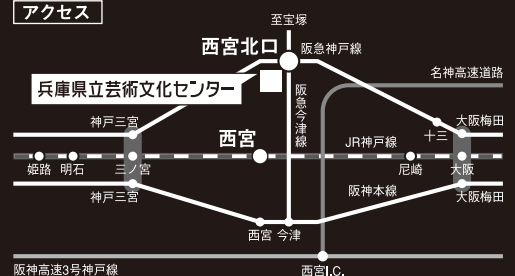 アクセス
至宝塚
西宮北口
阪急神戸線
名神高速道路
兵庫県立芸術文化センター
阪急今津線
神戸三宮
大阪梅田
十三
西宮
JR神戸線
姫路
明石
三ノ宮
尼崎
大阪
阪神本線
神戸三宮
大阪梅田
西宮
今津
阪神高速3号神戸線
西宮I.C.